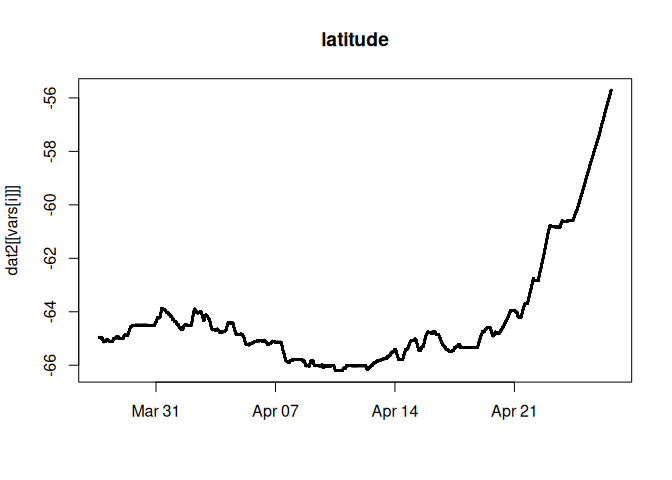 latitude
dat2[[vars[i]]]
-56
-58
-60
-62
-64
-66
Mar 31
Apr 07
Apr 14
Apr 21